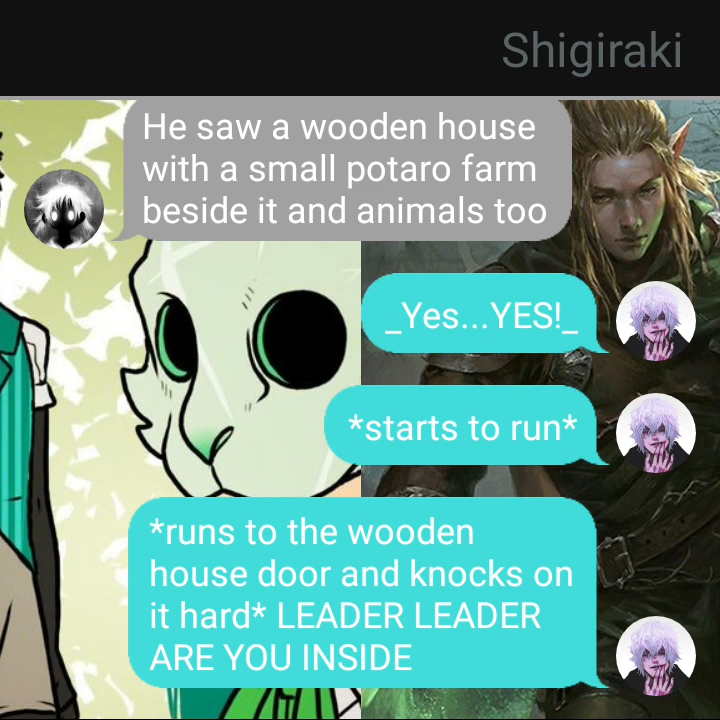 Shigiraki
He saw a wooden house
with a small potaro farm
beside it and animals too
_Yes...YES!_
*starts to run*
*runs to the wooden
house door and knocks on
it hard* LEADER LEADER
ARE YOU INSIDE